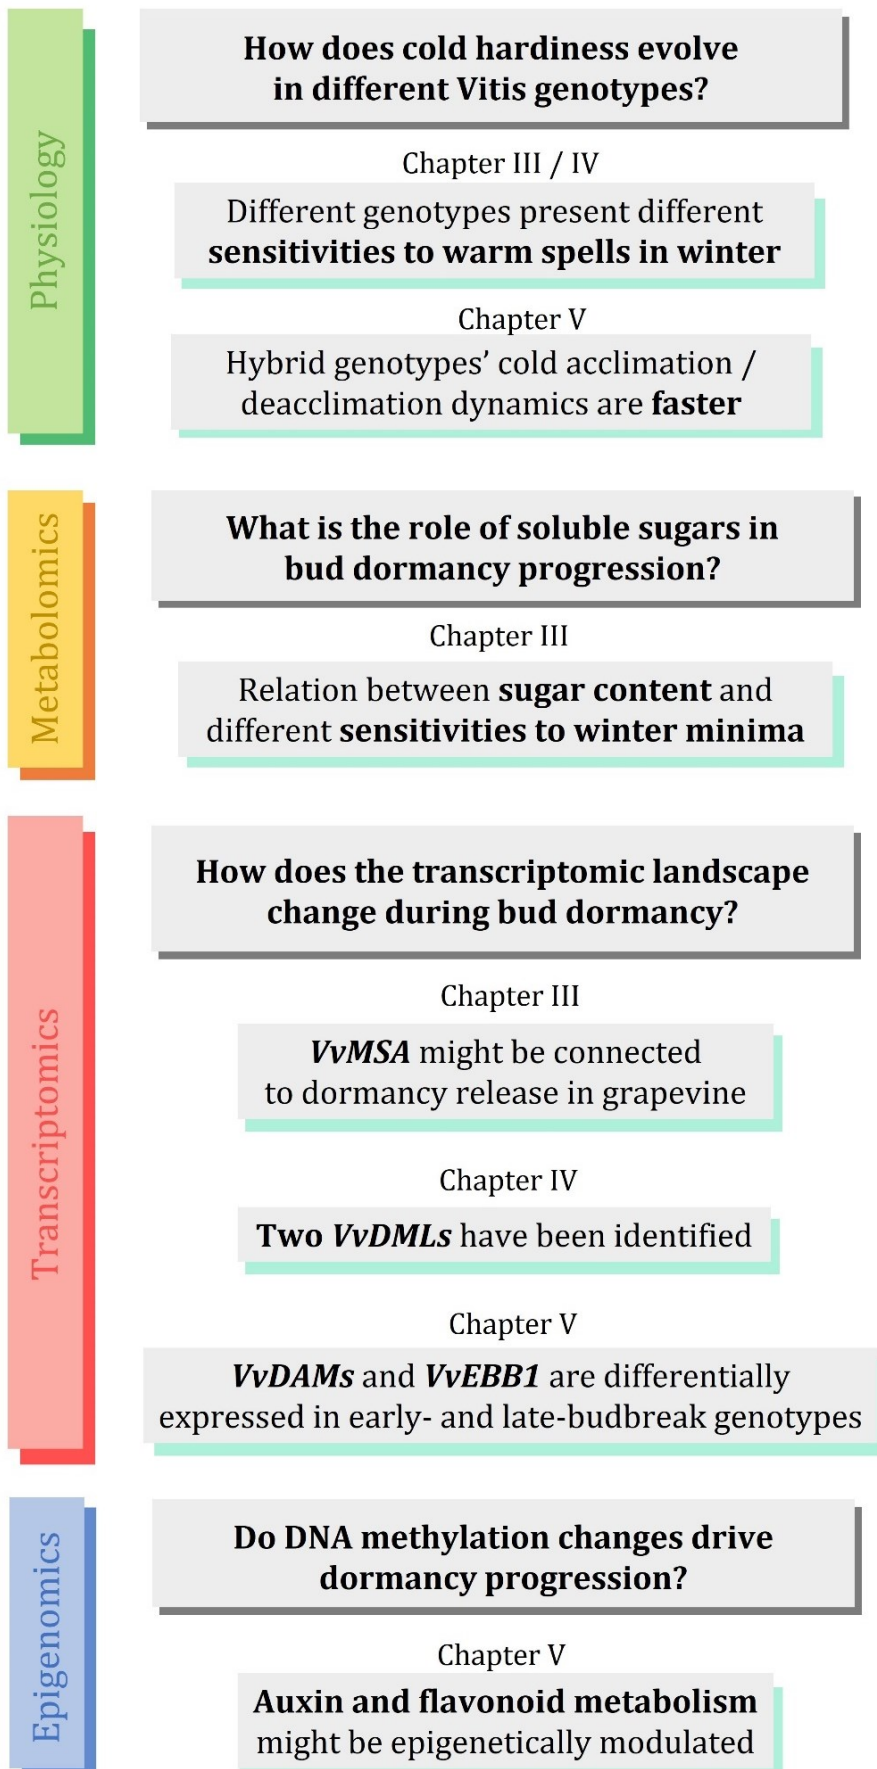 Physiology
How does cold hardiness evolve
in different Vitis genotypes?
Chapter III / IV
Different genotypes present different
sensitivities to warm spells in winter
Chapter V
Hybrid genotypes’ cold acclimation /
deacclimation dynamics are faster
Metabolomics
What is the role of soluble sugars in
bud dormancy progression?
Chapter III
Relation between sugar content and
different sensitivities to winter minima
Transcriptomics
How does the transcriptomic landscape
change during bud dormancy?
Chapter III
VvMSA might be connected
to dormancy release in grapevine
Chapter IV
Two VvDMLs have been identified
Chapter V
VvDAMs and VvEBB1 are differentially
expressed in early- and late-budbreak genotypes
Epigenomics
Do DNA methylation changes drive
dormancy progression?
Chapter V
Auxin and flavonoid metabolism
might be epigenetically modulated